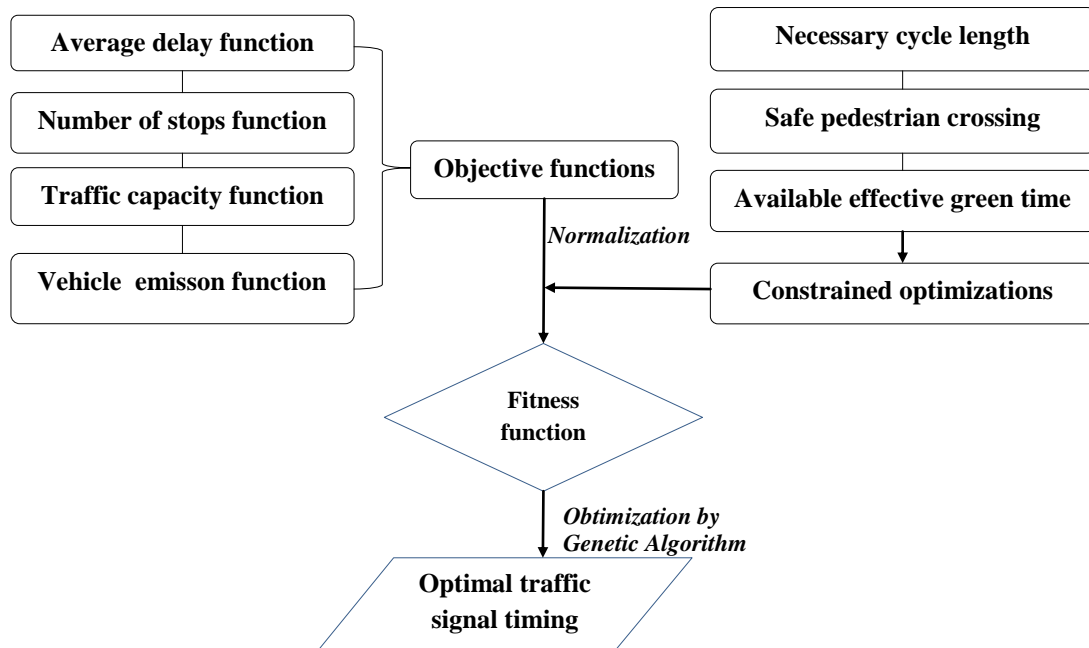 Average delay function
Number of stops function
Traffic capacity function
Vehicle emisson function
Objective functions
Normalization
Necessary cycle length
Safe pedestrian crossing
Available effective green time
Constrained optimizations
Fitness
function
Obtimization by
Genetic Algorithm
Optimal traffic
signal timing